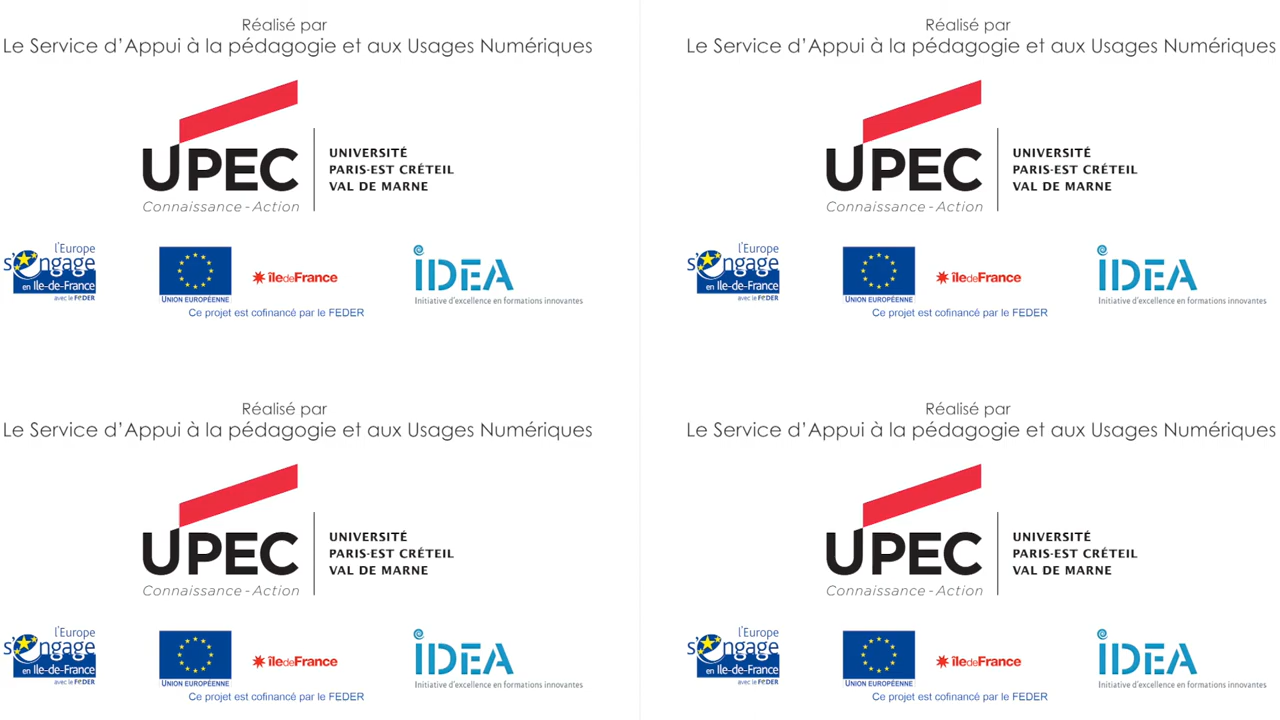 Réalisé par
Le Service d'Appui à la pédagogie et aux Usages Numériques
UPEC
Connaissance - Action
UNIVERSITÉ
PARIS-EST CRÉTEIL
VAL DE MARNE
l'Europe
s'engage
en Ile-de-France
avec le FEDER
UNION EUROPÉENNE
îledeFrance
Ce projet est cofinancé par le FEDER
IDEA
Initiative d'excellence en formations innovantes
Réalisé par
Le Service d'Appui à la pédagogie et aux Usages Numériques
UPEC
Connaissance - Action
UNIVERSITÉ
PARIS-EST CRÉTEIL
VAL DE MARNE
l'Europe
s'engage
en Ile-de-France
avec le FEDER
UNION EUROPÉENNE
îledeFrance
Ce projet est cofinancé par le FEDER
IDEA
Initiative d'excellence en formations innovantes
Réalisé par
Le Service d'Appui à la pédagogie et aux Usages Numériques
UPEC
Connaissance - Action
UNIVERSITÉ
PARIS-EST CRÉTEIL
VAL DE MARNE
l'Europe
s'engage
en Ile-de-France
avec le FEDER
UNION EUROPÉENNE
îledeFrance
Ce projet est cofinancé par le FEDER
IDEA
Initiative d'excellence en formations innovantes
Réalisé par
Le Service d'Appui à la pédagogie et aux Usages Numériques
UPEC
Connaissance - Action
UNIVERSITÉ
PARIS-EST CRÉTEIL
VAL DE MARNE
l'Europe
s'engage
en Ile-de-France
avec le FEDER
UNION EUROPÉENNE
îledeFrance
Ce projet est cofinancé par le FEDER
IDEA
Initiative d'excellence en formations innovantes